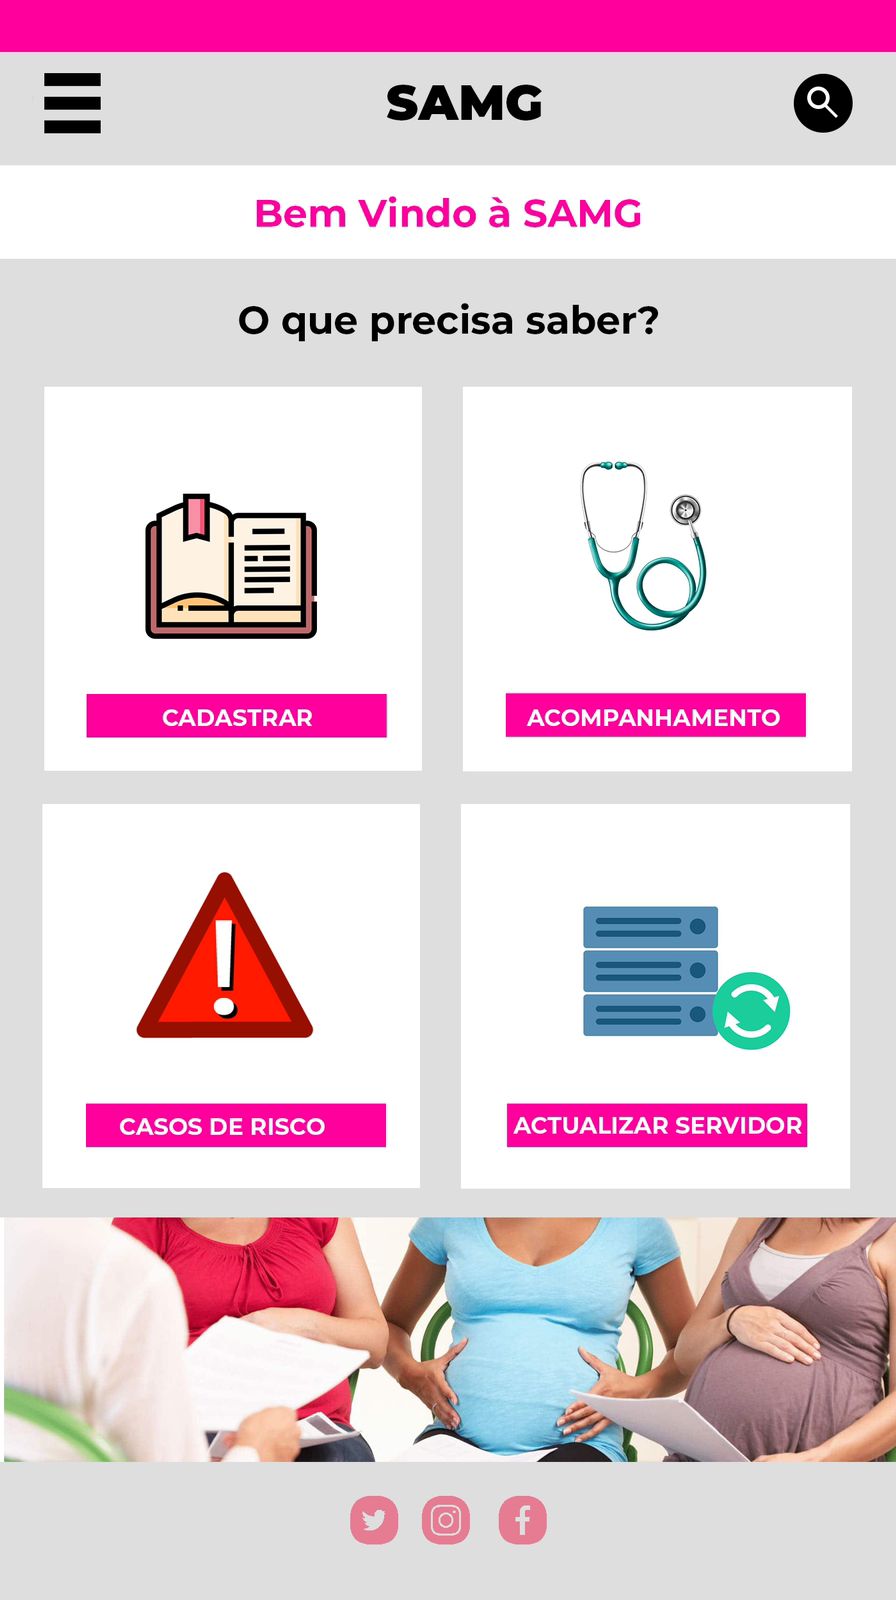 SAMG
Bem Vindo à SAMG
O que precisa saber?
CADASTRAR
ACOMPANHAMENTO
CASOS DE RISCO
ACTUALIZAR SERVIDOR